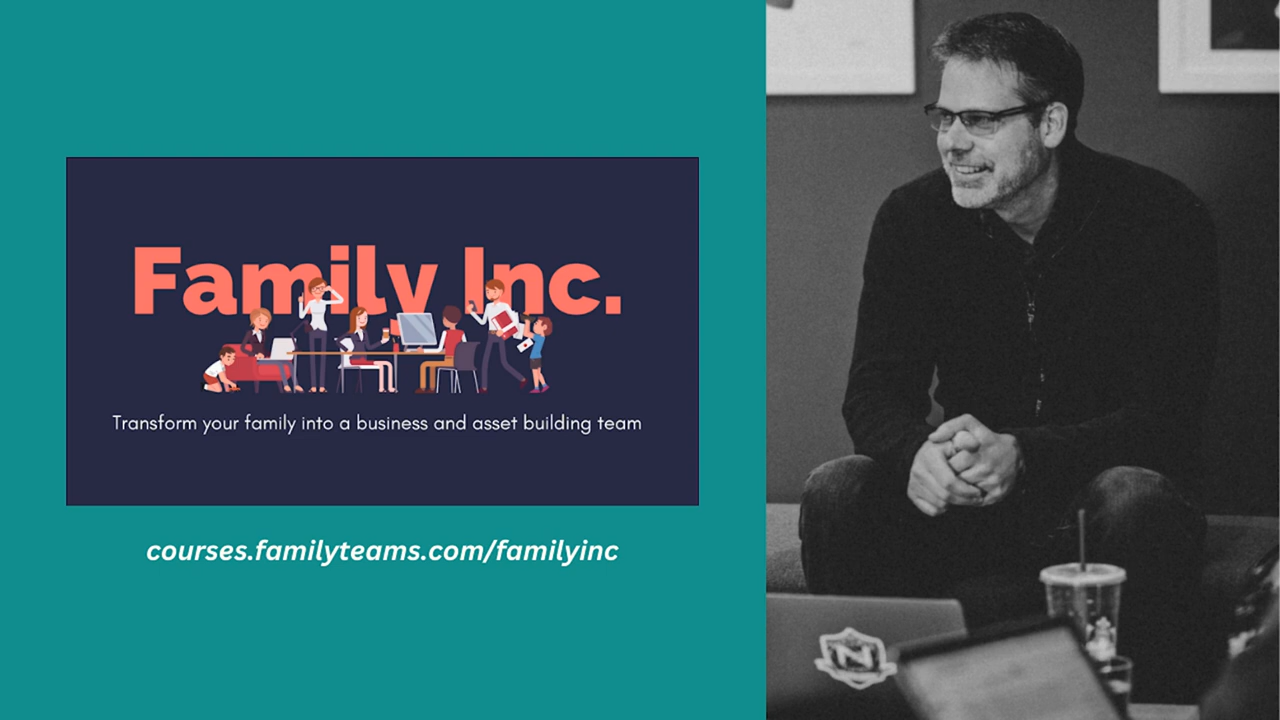 Family Inc.
Transform your family into a business and asset building team
courses.familyteams.com/familyinc
N